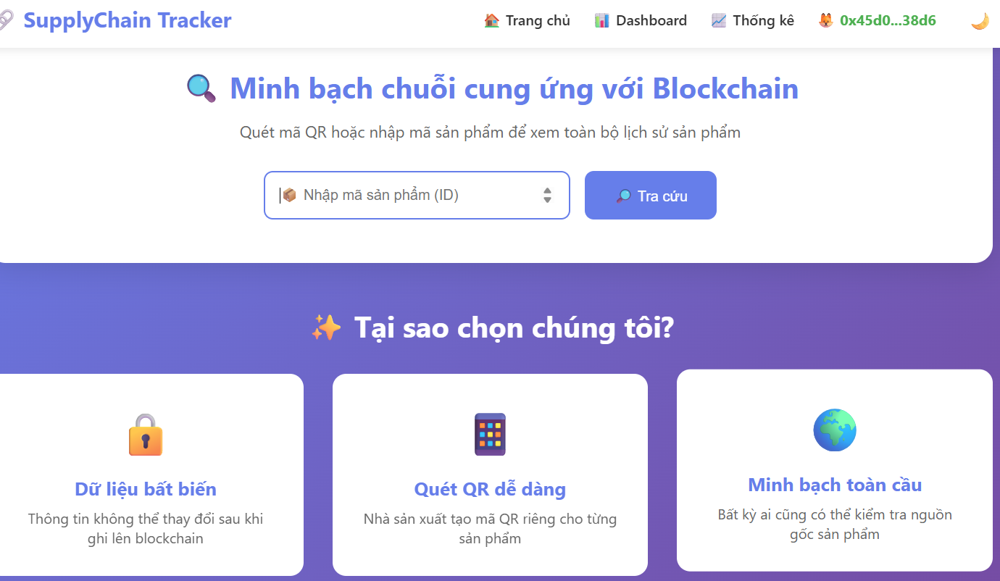 SupplyChain Tracker
Trang chủ
Dashboard
Thống kê
0x45d0...38d6
Minh bạch chuỗi cung ứng với Blockchain
Quét mã QR hoặc nhập mã sản phẩm để xem toàn bộ lịch sử sản phẩm
Nhập mã sản phẩm (ID)
Tra cứu
Tại sao chọn chúng tôi?
Dữ liệu bất biến
Thông tin không thể thay đổi sau khi
ghi lên blockchain
Quét QR dễ dàng
Nhà sản xuất tạo mã QR riêng cho từng
sản phẩm
Minh bạch toàn cầu
Bất kỳ ai cũng có thể kiểm tra nguồn
gốc sản phẩm